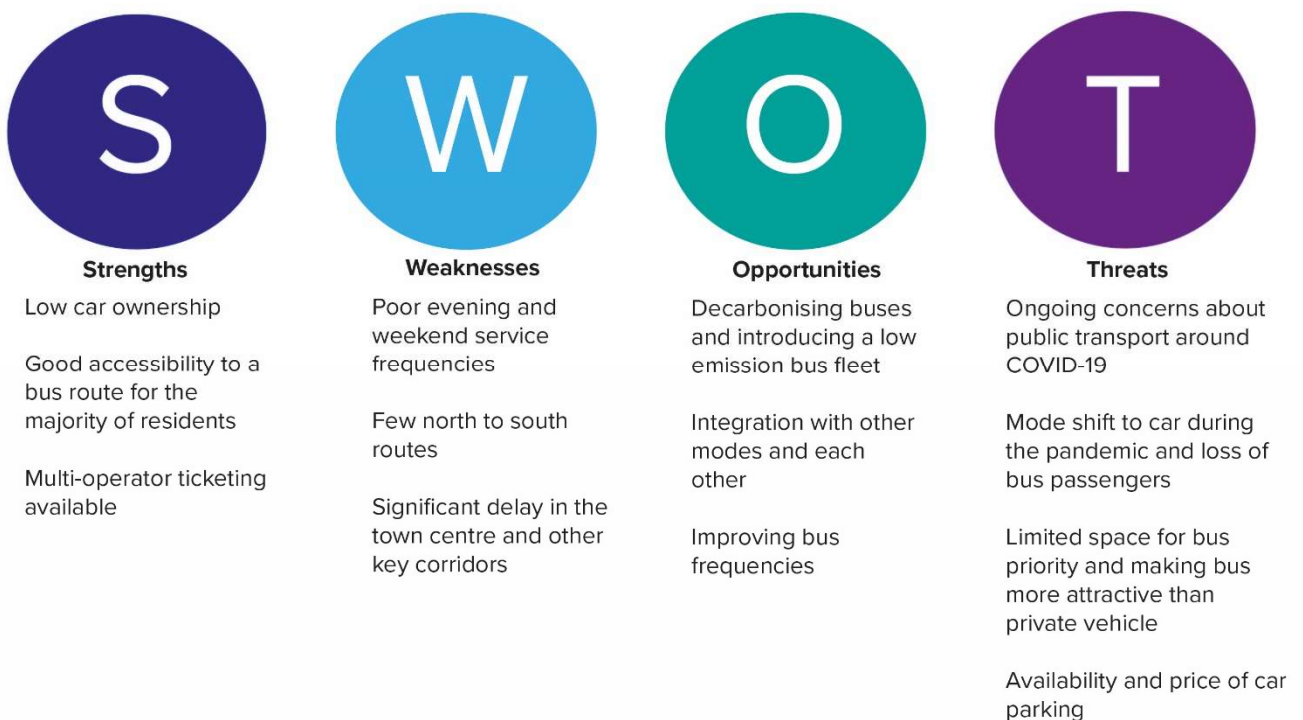 S
Strengths
Low car ownership
Good accessibility to a
bus route for the
majority of residents
Multi-operator ticketing
available
W
Weaknesses
Poor evening and
weekend service
frequencies
Few north to south
routes
Significant delay in the
town centre and other
key corridors
O
Opportunities
Decarbonising buses
and introducing a low
emission bus fleet
Integration with other
modes and each
other
Improving bus
frequencies
T
Threats
Ongoing concerns about
public transport around
COVID-19
Mode shift to car during
the pandemic and loss of
bus passengers
Limited space for bus
priority and making bus
more attractive than
private vehicle
Availability and price of car
parking